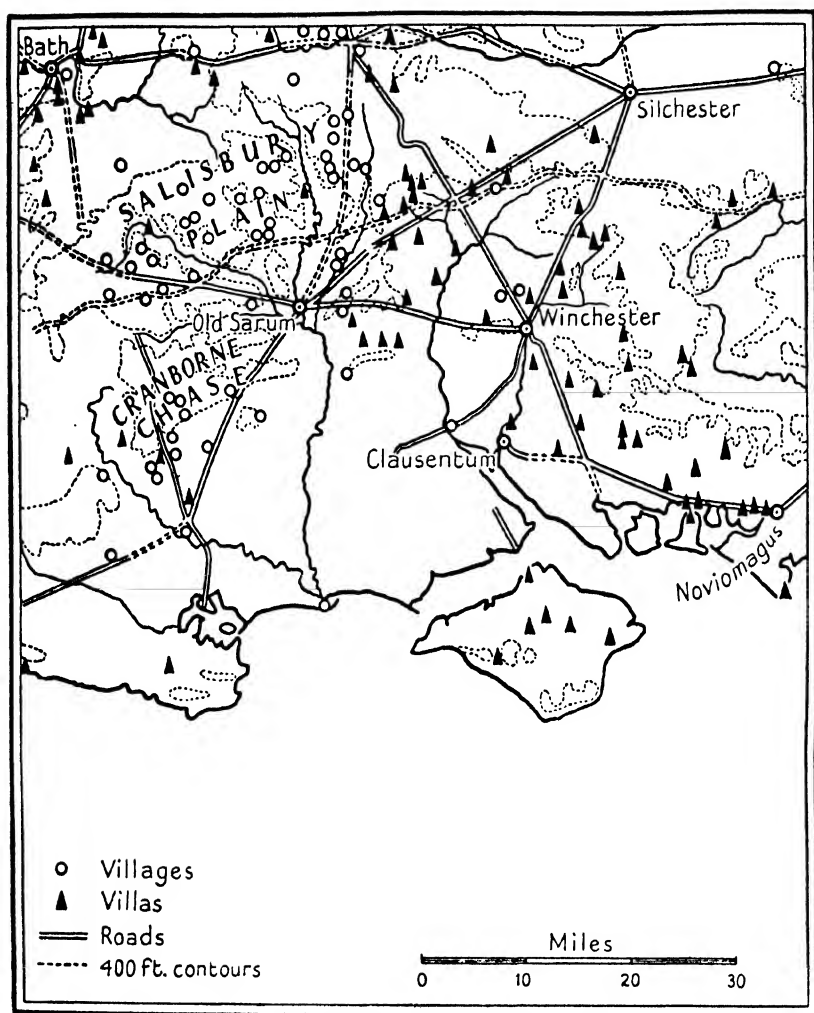 Bath
Silchester
SALISBURY
PLAIN
Old Sarum
Winchester
CRANBORNE
CHASE
Clausentum
Noviomagus
Villages
Villas
Roads
400 ft. contours
Miles
0 10 20 30